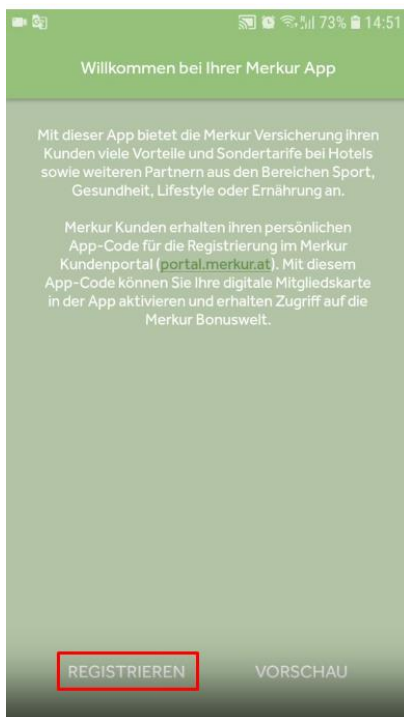 73% 14:51
Willkommen bei Ihrer Merkur App
Mit dieser App bietet die Merkur Versicherung ihren
Kunden viele Vorteile und Sondertarife bei Hotels
sowie weiteren Partnern aus den Bereichen Sport,
Gesundheit, Lifestyle oder Ernährung an.
Merkur Kunden erhalten ihren persönlichen
App-Code für die Registrierung im Merkur
Kundenportal (portal.merkur.at). Mit diesem
App-Code können Sie Ihre digitale Mitgliedskarte
in der App aktivieren und erhalten Zugriff auf die
Merkur Bonuswelt.
REGISTRIEREN VORSCHAU